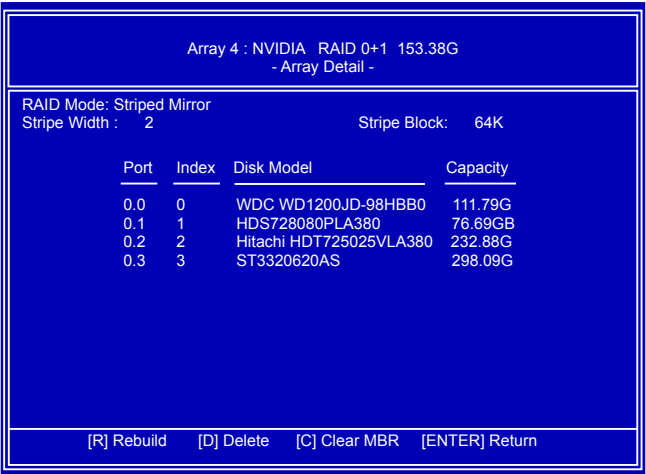 Array 4 : NVIDIA RAID 0+1 153.38G
- Array Detail -
RAID Mode: Striped Mirror
Stripe Width : 2 Stripe Block: 64K
Port Index Disk Model Capacity
0.0 0 WDC WD1200JD-98HBB0 111.79G
0.1 1 HDS728080PLA380 76.69GB
0.2 2 Hitachi HDT725025VLA380 232.88G
0.3 3 ST3320620AS 298.09G
[R] Rebuild [D] Delete [C] Clear MBR [ENTER] Return